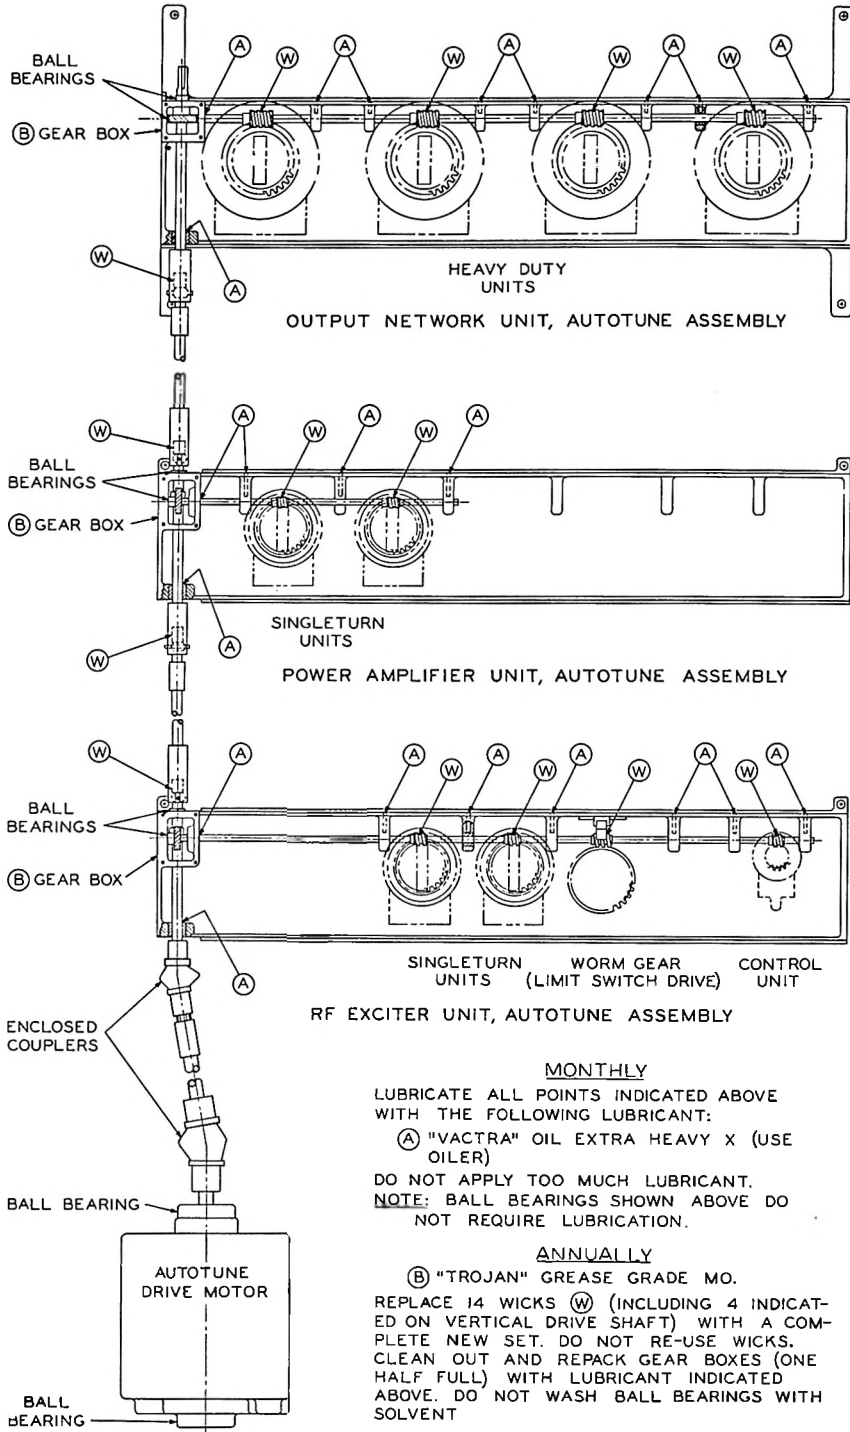 BALL
BEARINGS
A
W
A
W
A
W
A
W
A
B GEAR BOX
W
A
HEAVY DUTY
UNITS
OUTPUT NETWORK UNIT, AUTOTUNE ASSEMBLY
W
A
W
A
W
A
BALL
BEARINGS
B GEAR BOX
W
A
SINGLETURN
UNITS
POWER AMPLIFIER UNIT, AUTOTUNE ASSEMBLY
W
A
A
W
A
W
A
W
A
W
A
BALL
BEARINGS
B GEAR BOX
A
SINGLETURN
UNITS
WORM GEAR
(LIMIT SWITCH DRIVE)
CONTROL
UNIT
RF EXCITER UNIT, AUTOTUNE ASSEMBLY
ENCLOSED
COUPLERS
BALL BEARING
AUTOTUNE
DRIVE MOTOR
BALL
BEARING
MONTHLY
LUBRICATE ALL POINTS INDICATED ABOVE
WITH THE FOLLOWING LUBRICANT:
A "VACTRA" OIL EXTRA HEAVY X (USE
OILER)
DO NOT APPLY TOO MUCH LUBRICANT.
NOTE: BALL BEARINGS SHOWN ABOVE DO
NOT REQUIRE LUBRICATION.
ANNUALLY
B "TROJAN" GREASE GRADE MO.
REPLACE 14 WICKS W (INCLUDING 4 INDICAT-
ED ON VERTICAL DRIVE SHAFT) WITH A COM-
PLETE NEW SET. DO NOT RE-USE WICKS.
CLEAN OUT AND REPACK GEAR BOXES (ONE
HALF FULL) WITH LUBRICANT INDICATED
ABOVE. DO NOT WASH BALL BEARINGS WITH
SOLVENT